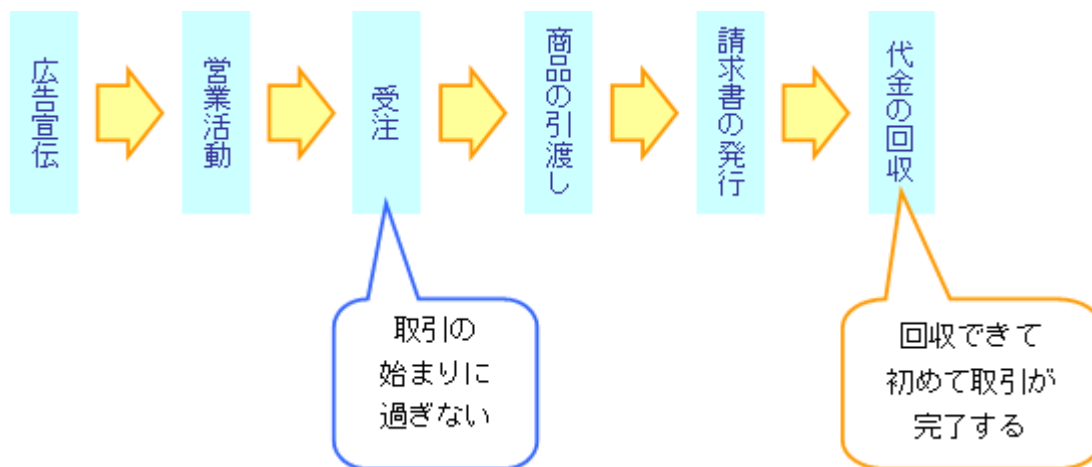 広告宣伝
営業活動
受注
商品の引渡し
請求書の発行
代金の回収
取引の
始まりに
過ぎない
回収できて
初めて取引が
完了する